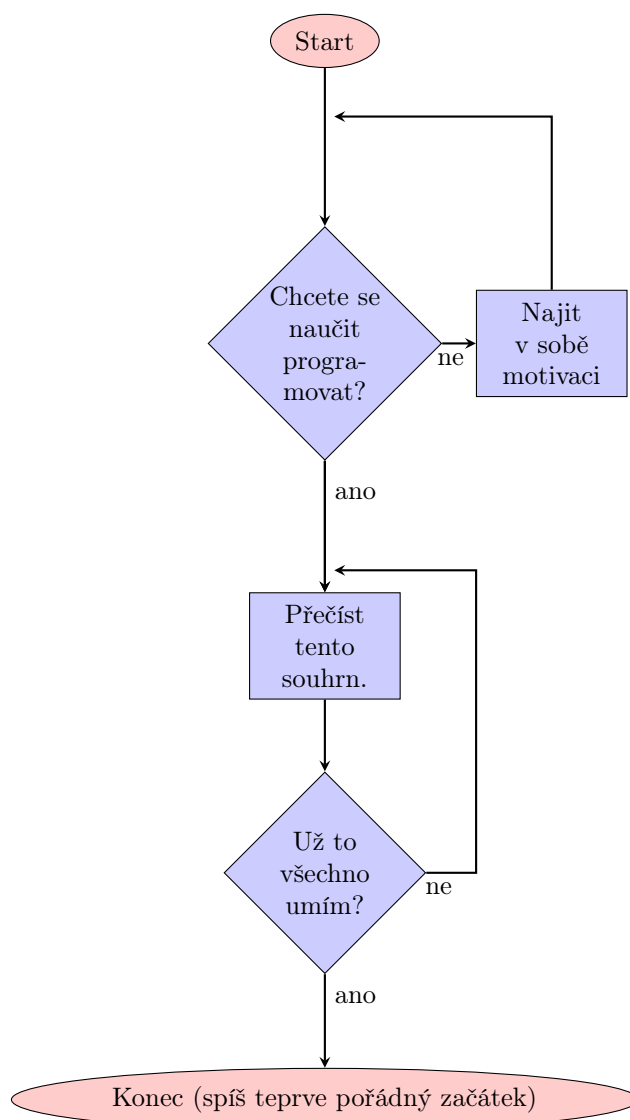 Start
Chcete se
naučit
progra-
movat?
ne
Najit
v sobě
motivaci
ano
Přečíst
tento
souhrn.
Už to
všechno
umím?
ne
ano
Konec (spíš teprve pořádný začátek)